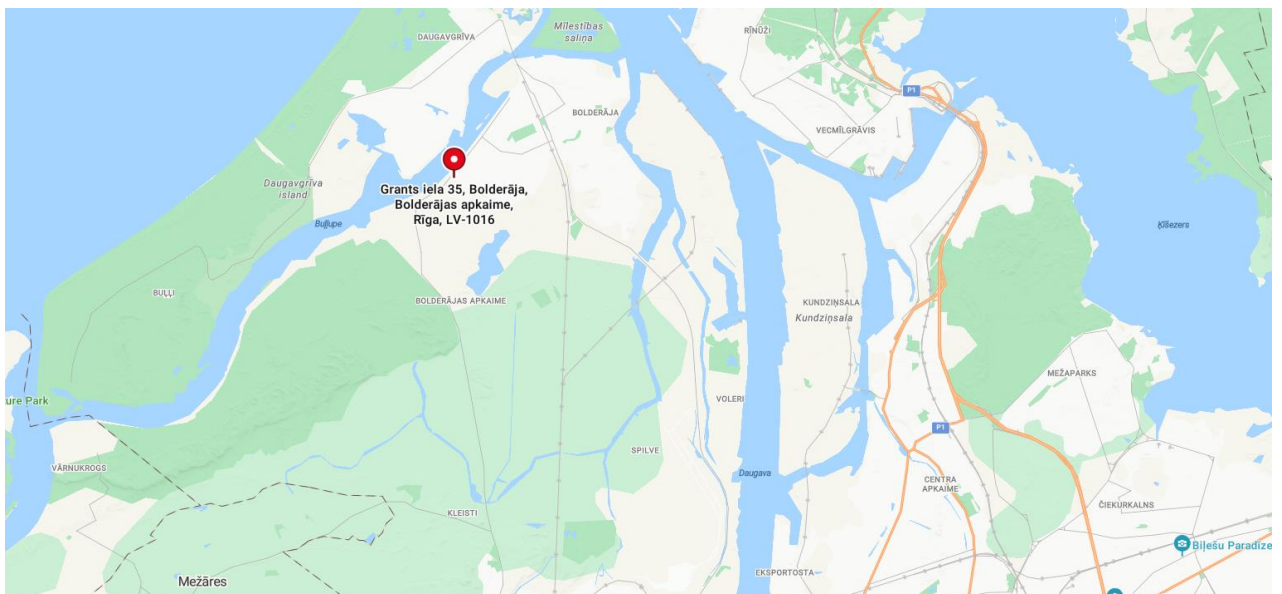 DAUGAVGRĪVA
Mīlestības
saliņa
RĪNŪŽI
P1
BOLDERĀJA
VECMĪLGRĀVIS
Daugavgrīva
island
Grants iela 35, Bolderāja,
Bolderājas apkaime,
Rīga, LV-1016
Buļļupe
Ķīšezers
BUĻĻI
BOLDERĀJAS APKAIME
KUNDZIŅSALA
Kundziņsala
MEŽAPARKS
ure Park
VOLERI
P1
VĀRNUKROGS
SPILVE
Daugava
CENTRA
APKAIME
ČIEKURKALNS
KLEISTI
Biļešu Paradīze
EKSPORTOSTA
Mežāres